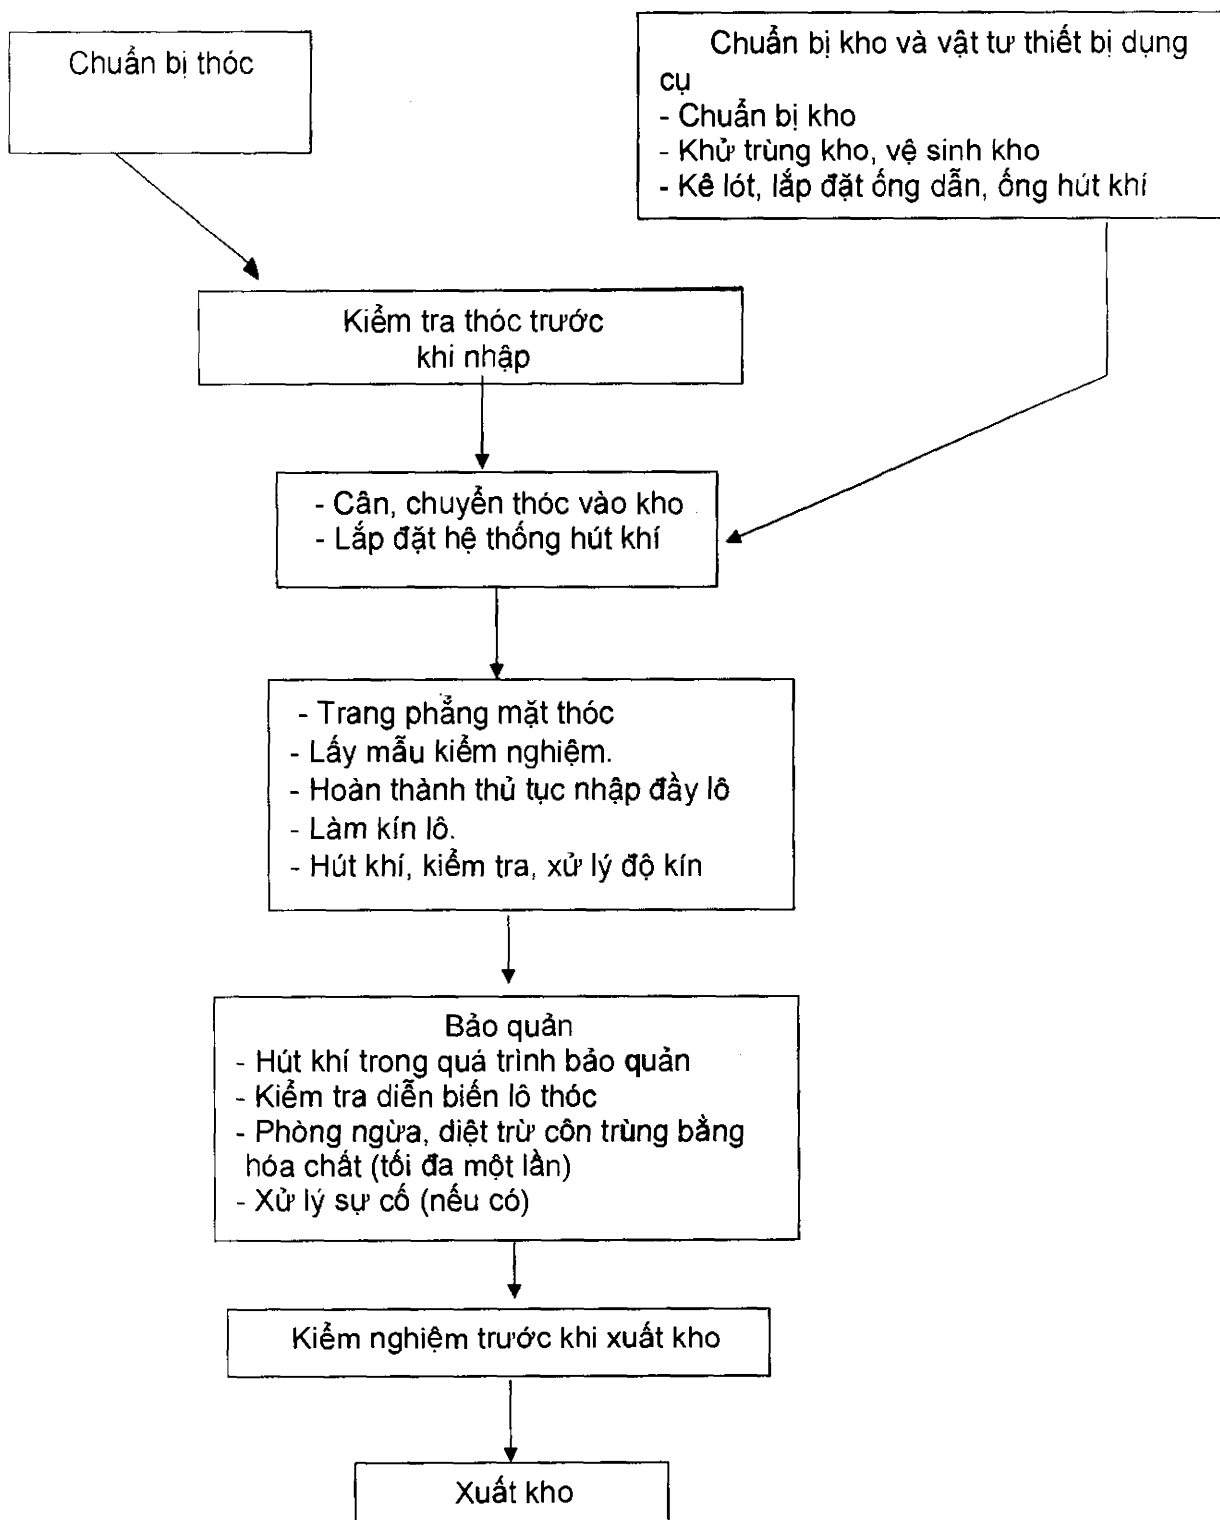 Chuẩn bị thóc
Chuẩn bị kho và vật tư thiết bị dụng
cụ
- Chuẩn bị kho
- Khử trùng kho, vệ sinh kho
- Kê lót, lắp đặt ống dẫn, ống hút khí
Kiểm tra thóc trước
khi nhập
- Cân, chuyển thóc vào kho
- Lắp đặt hệ thống hút khí
- Trang phẳng mặt thóc
- Lấy mẫu kiểm nghiệm.
- Hoàn thành thủ tục nhập đầy lô
- Làm kín lô.
- Hút khí, kiểm tra, xử lý độ kín
Bảo quản
- Hút khí trong quá trình bảo quản
- Kiểm tra diễn biến lô thóc
- Phòng ngừa, diệt trừ côn trùng bằng
hóa chất (tối đa một lần)
- Xử lý sự cố (nếu có)
Kiểm nghiệm trước khi xuất kho
Xuất kho